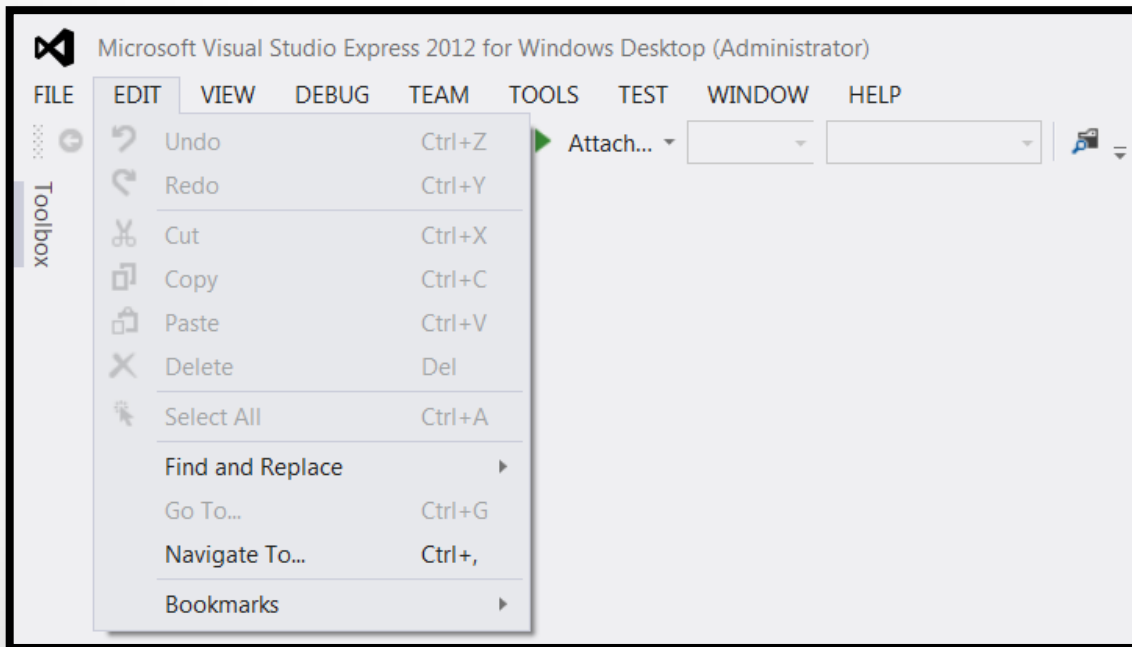 Microsoft Visual Studio Express 2012 for Windows Desktop (Administrator)
FILE EDIT VIEW DEBUG TEAM TOOLS TEST WINDOW HELP
Attach...
Toolbox
Undo Ctrl+Z
Redo Ctrl+Y
Cut Ctrl+X
Copy Ctrl+C
Paste Ctrl+V
Delete Del
Select All Ctrl+A
Find and Replace
Go To... Ctrl+G
Navigate To... Ctrl+,
Bookmarks